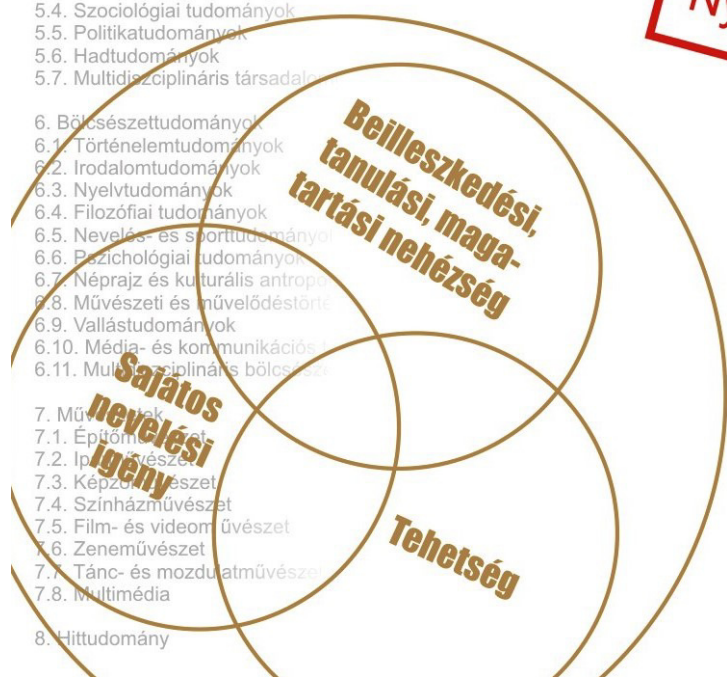 5.4. Szociológiai tudományok
5.5. Politikatudományok
5.6. Hadtudományok
5.7. Multidiszciplináris
6. Bölcsészettudományok
6.1. Történelemtudományok
6.2. Irodalomtudományok
6.3. Nyelvtudományok
6.4. Filozófiai tudományok
6.5. Nevelés- és sporttudományo
6.6. Pszichológiai tudományok
6.7. Néprajz és kulturális
6.8. Művészeti és
6.9. Vallástudományok
6.10. Média- és kommunikációs
6.11. Multidiszciplináris
7. Művészetek
7.1. Építőművészet
7.2. Iparművészet
7.3. Képzőművészet
7.4. Színházművészet
7.5. Film- és videoművészet
7.6. Zeneművészet
7.7. Tánc- és mozdulatművésze
7.8. Multimédia
8. Hittudomány
Beilleszkedési,
tanulási, maga-
tartási nehézség
Sajátos
nevelési
igény
Tehetség